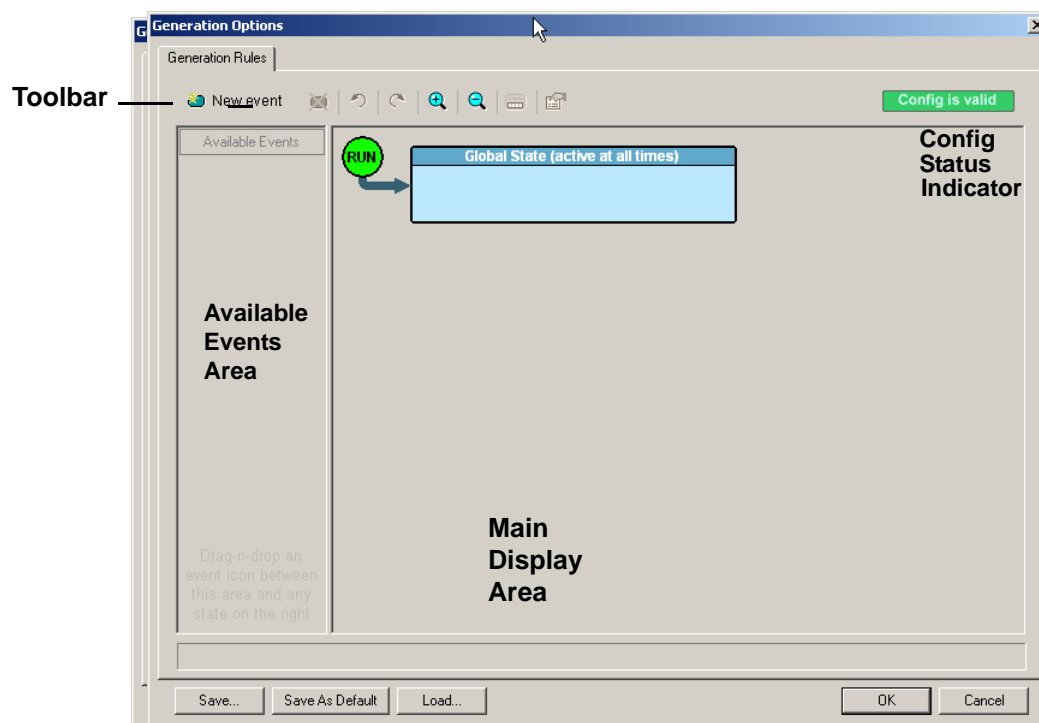 G
Generation Options
Generation Rules
Toolbar
New event
Config is valid
Available Events
RUN
Global State (active at all times)
Config
Status
Indicator
Available
Events
Area
Main
Display
Area
Drag-n-drop an
event icon between
this area and any
state on the right
Save...
Save As Default
Load...
OK
Cancel